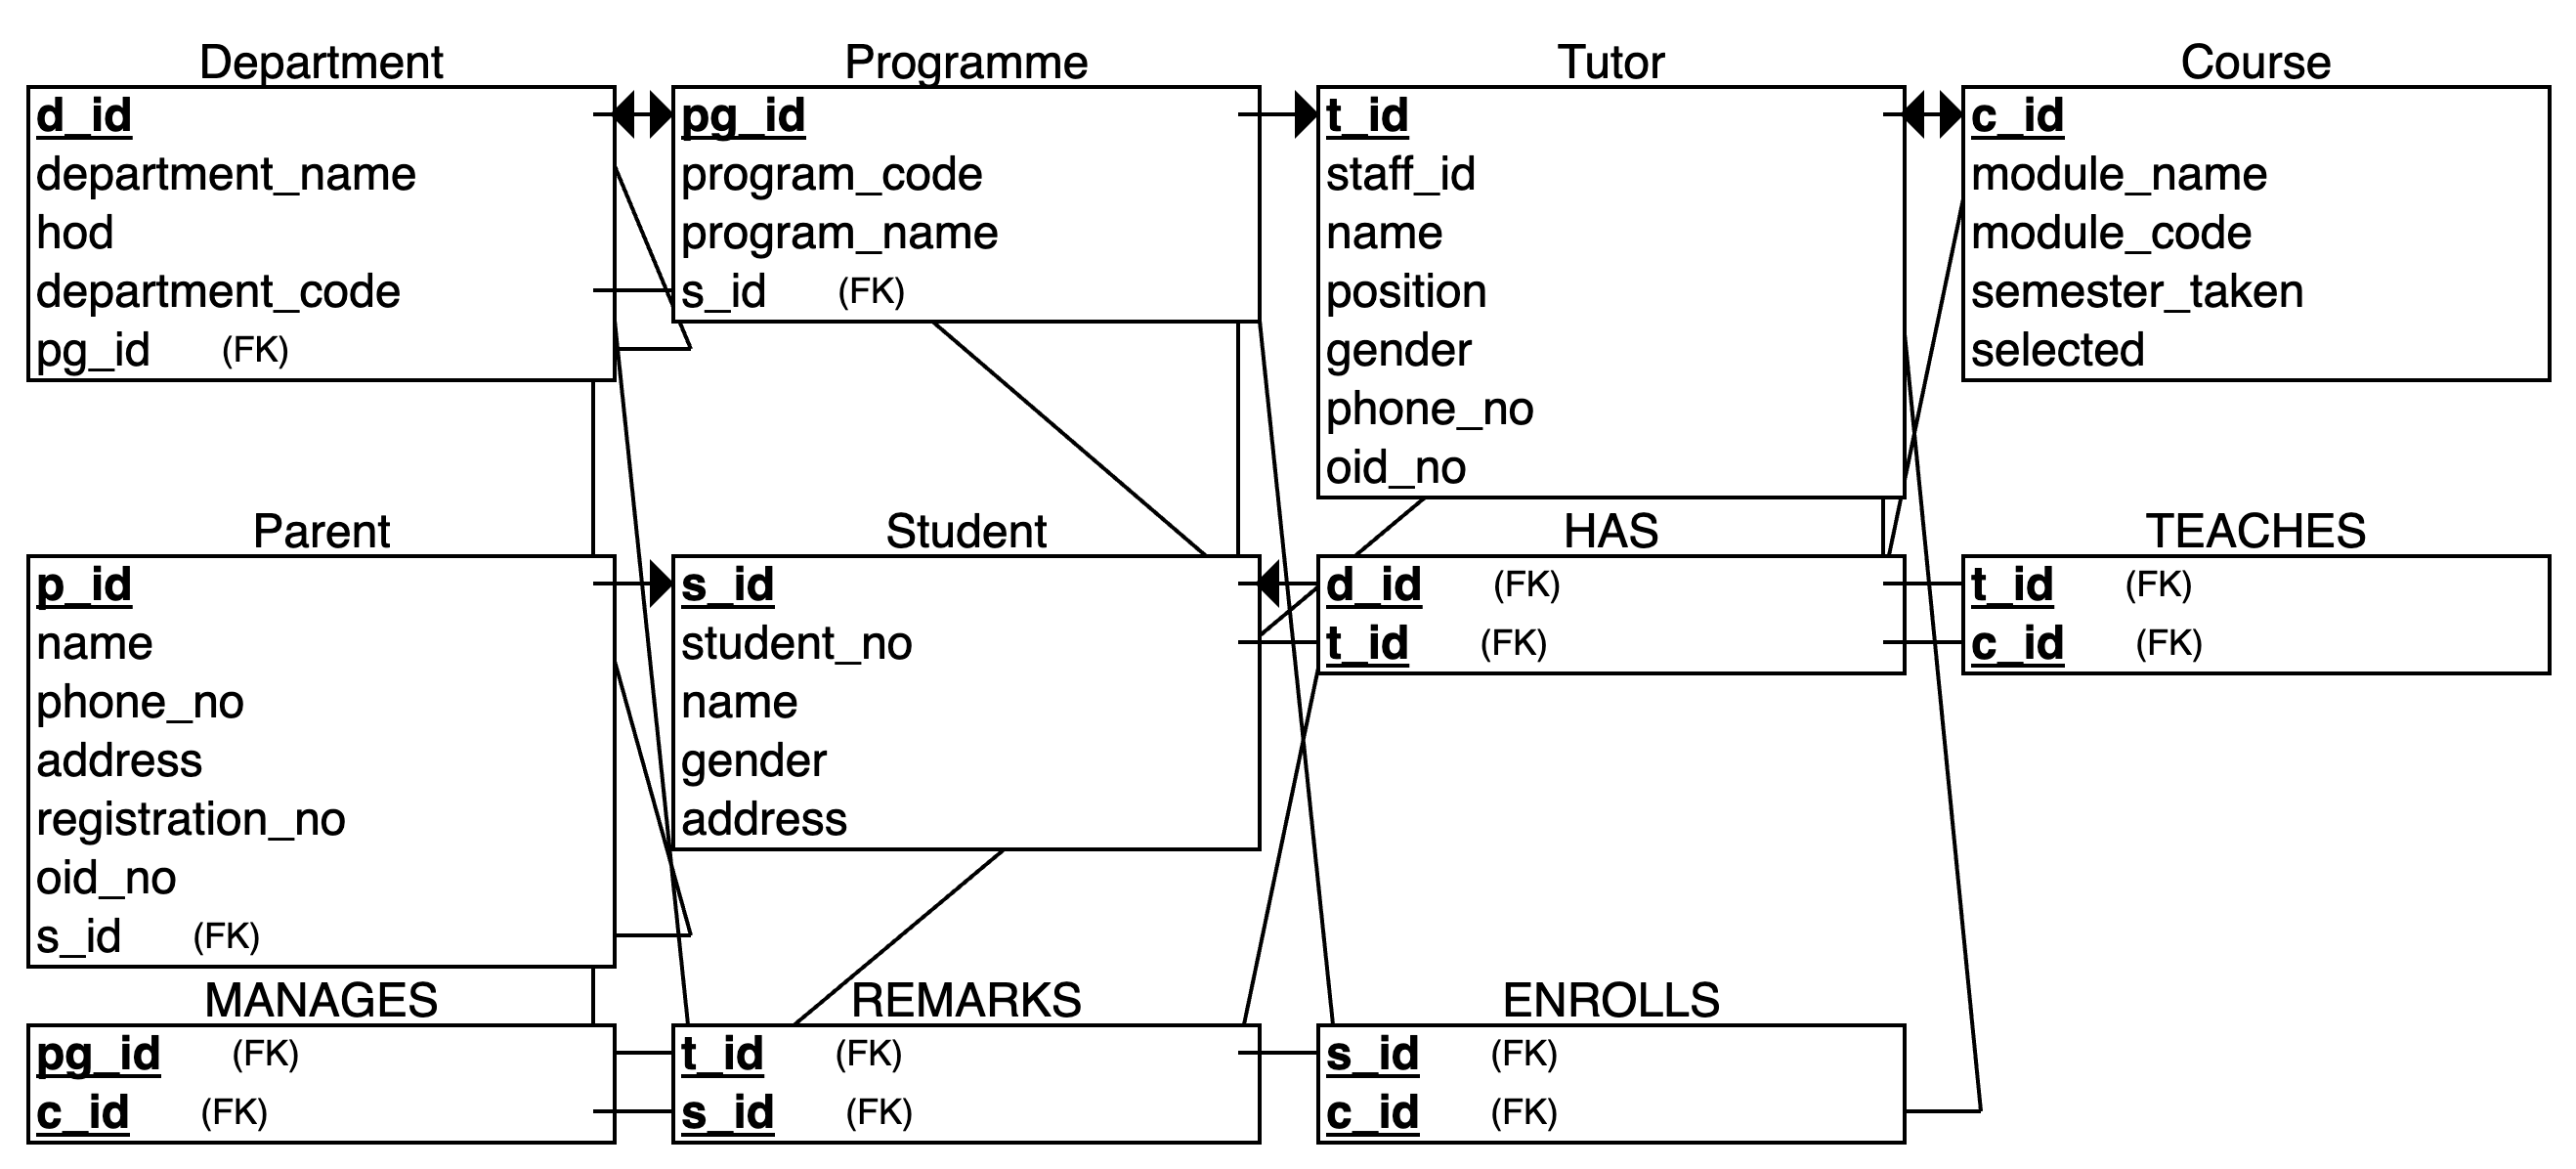 Department
d_id
department_name
hod
department_code
pg_id (FK)
Programme
pg_id
program_code
program_name
s_id (FK)
Tutor
t_id
staff_id
name
position
gender
phone_no
oid_no
Course
c_id
module_name
module_code
semester_taken
selected
Parent
p_id
name
phone_no
address
registration_no
oid_no
s_id (FK)
Student
s_id
student_no
name
gender
address
HAS
d_id (FK)
t_id (FK)
TEACHES
t_id (FK)
c_id (FK)
MANAGES
pg_id (FK)
c_id (FK)
REMARKS
t_id (FK)
s_id (FK)
ENROLLS
s_id (FK)
c_id (FK)